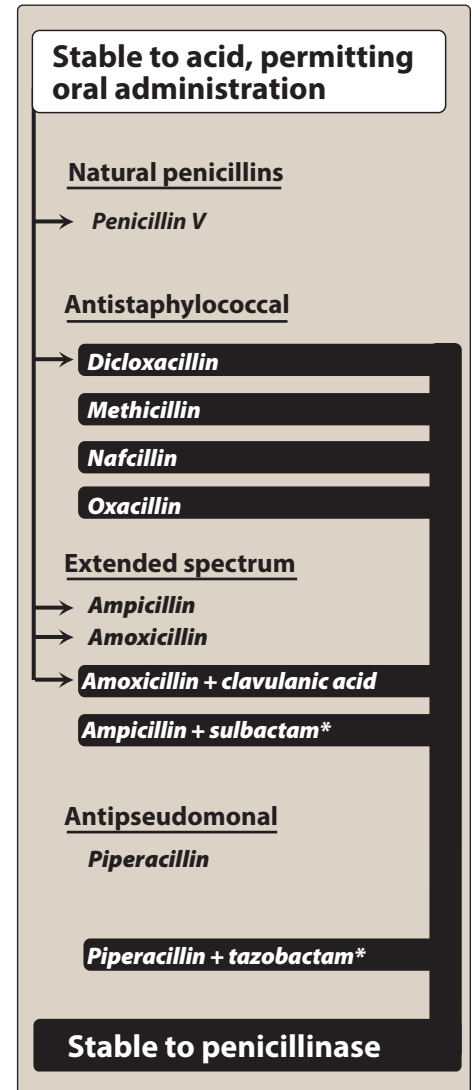 Stable to acid, permitting
oral administration
Natural penicillins
Penicillin V
Antistaphylococcal
Dicloxacillin
Methicillin
Nafcillin
Oxacillin
Extended spectrum
Ampicillin
Amoxicillin
Amoxicillin + clavulanic acid
Ampicillin + sulbactam*
Antipseudomonal
Piperacillin
Piperacillin + tazobactam*
Stable to penicillinase